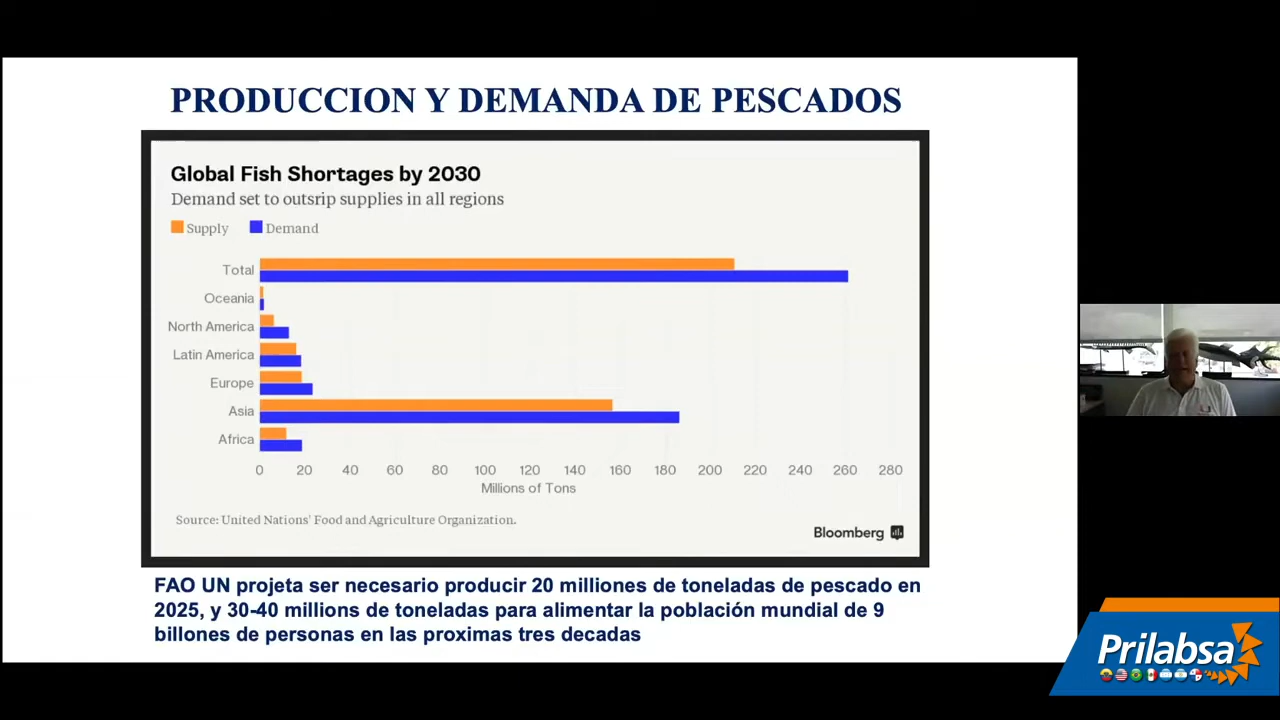 PRODUCCION Y DEMANDA DE PESCADOS
Global Fish Shortages by 2030
Demand set to outsrip supplies in all regions
Supply Demand
Total
Oceania
North America
Latin America
Europe
Asia
Africa
0 20 40 60 80 100 120 140 160 180 200 220 240 260 280
Millions of Tons
Source: United Nations' Food and Agriculture Organization.
Bloomberg
FAO UN projeta ser necesario producir 20 milliones de toneladas de pescado en
2025, y 30-40 millions de toneladas para alimentar la población mundial de 9
billones de personas en las proximas tres decadas
Prilabsa